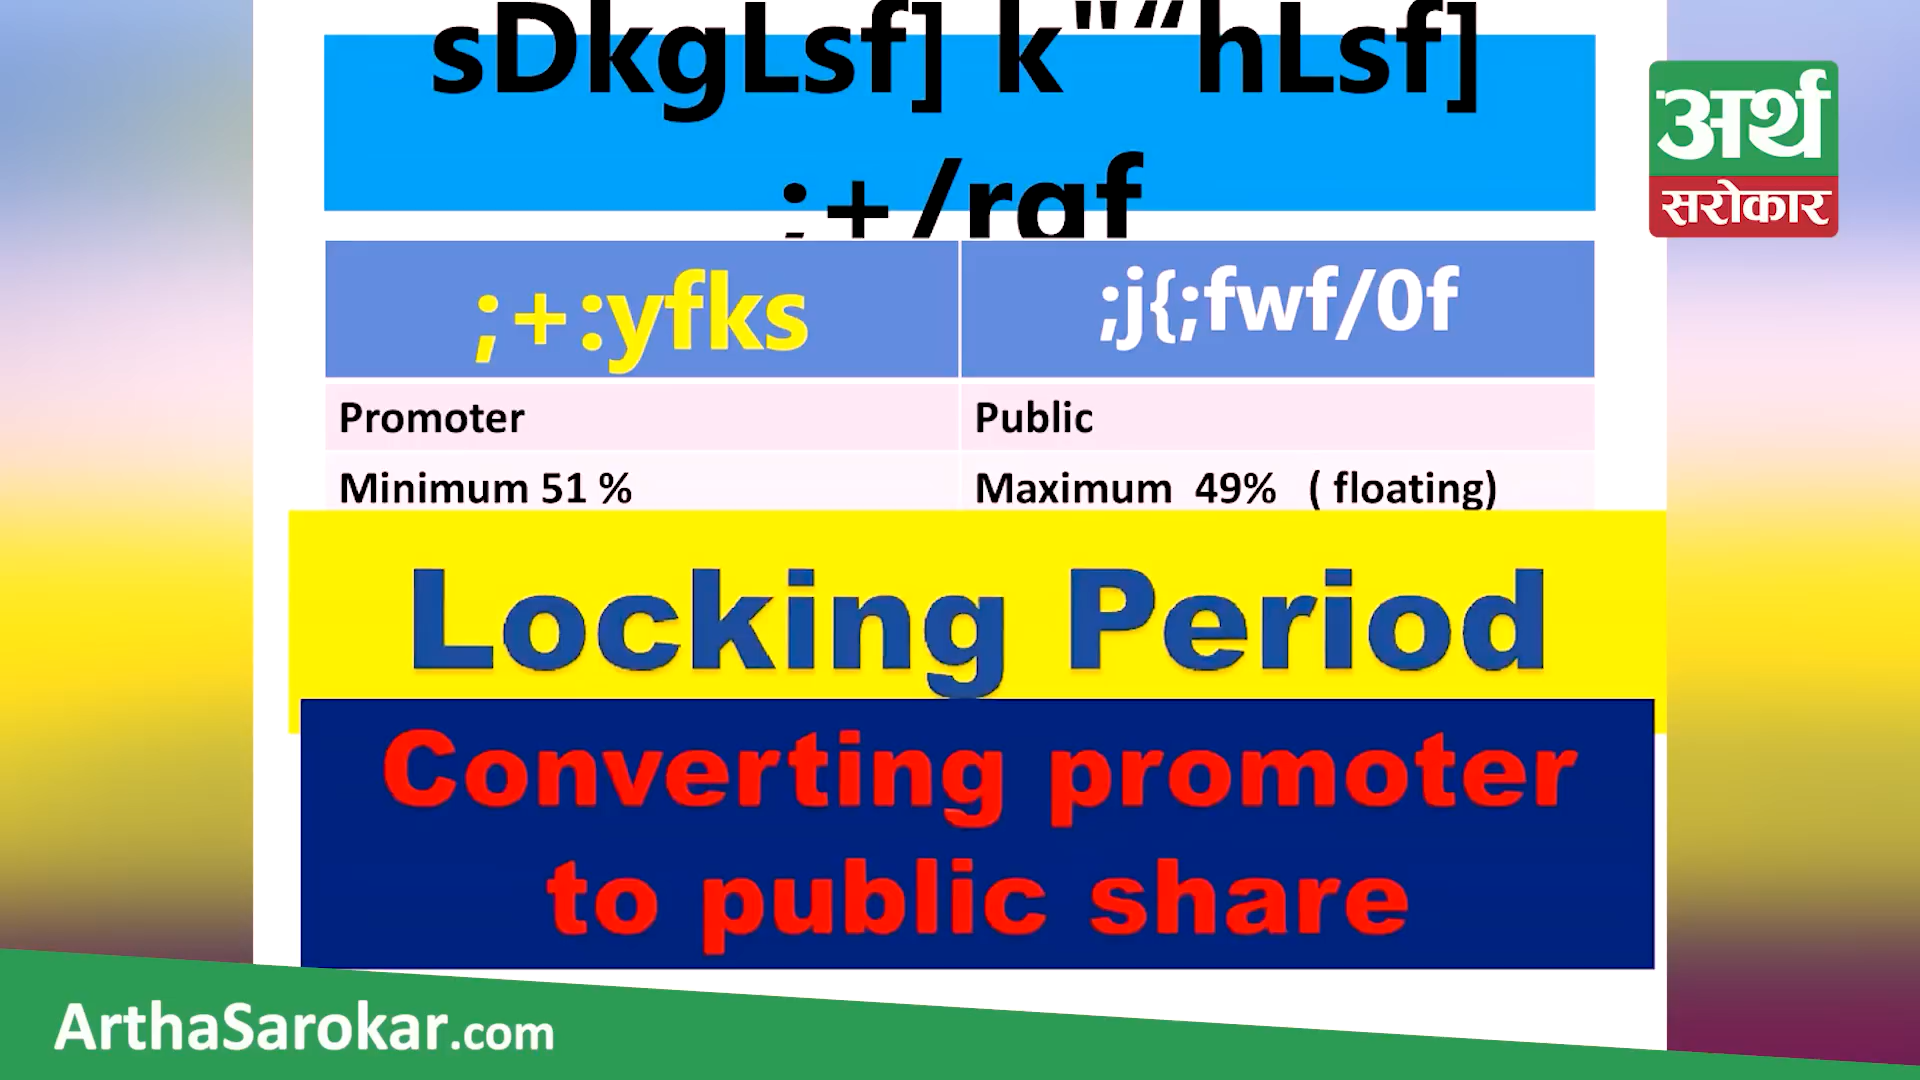 sDkgLsf] k"“hLsf]
;+/rgf
अर्थ
सरोकार
;+:yfks
;j{;fwf/0f
Promoter
Public
Minimum 51 %
Maximum 49% ( floating)
Locking Period
Converting promoter
to public share
ArthaSarokar.com